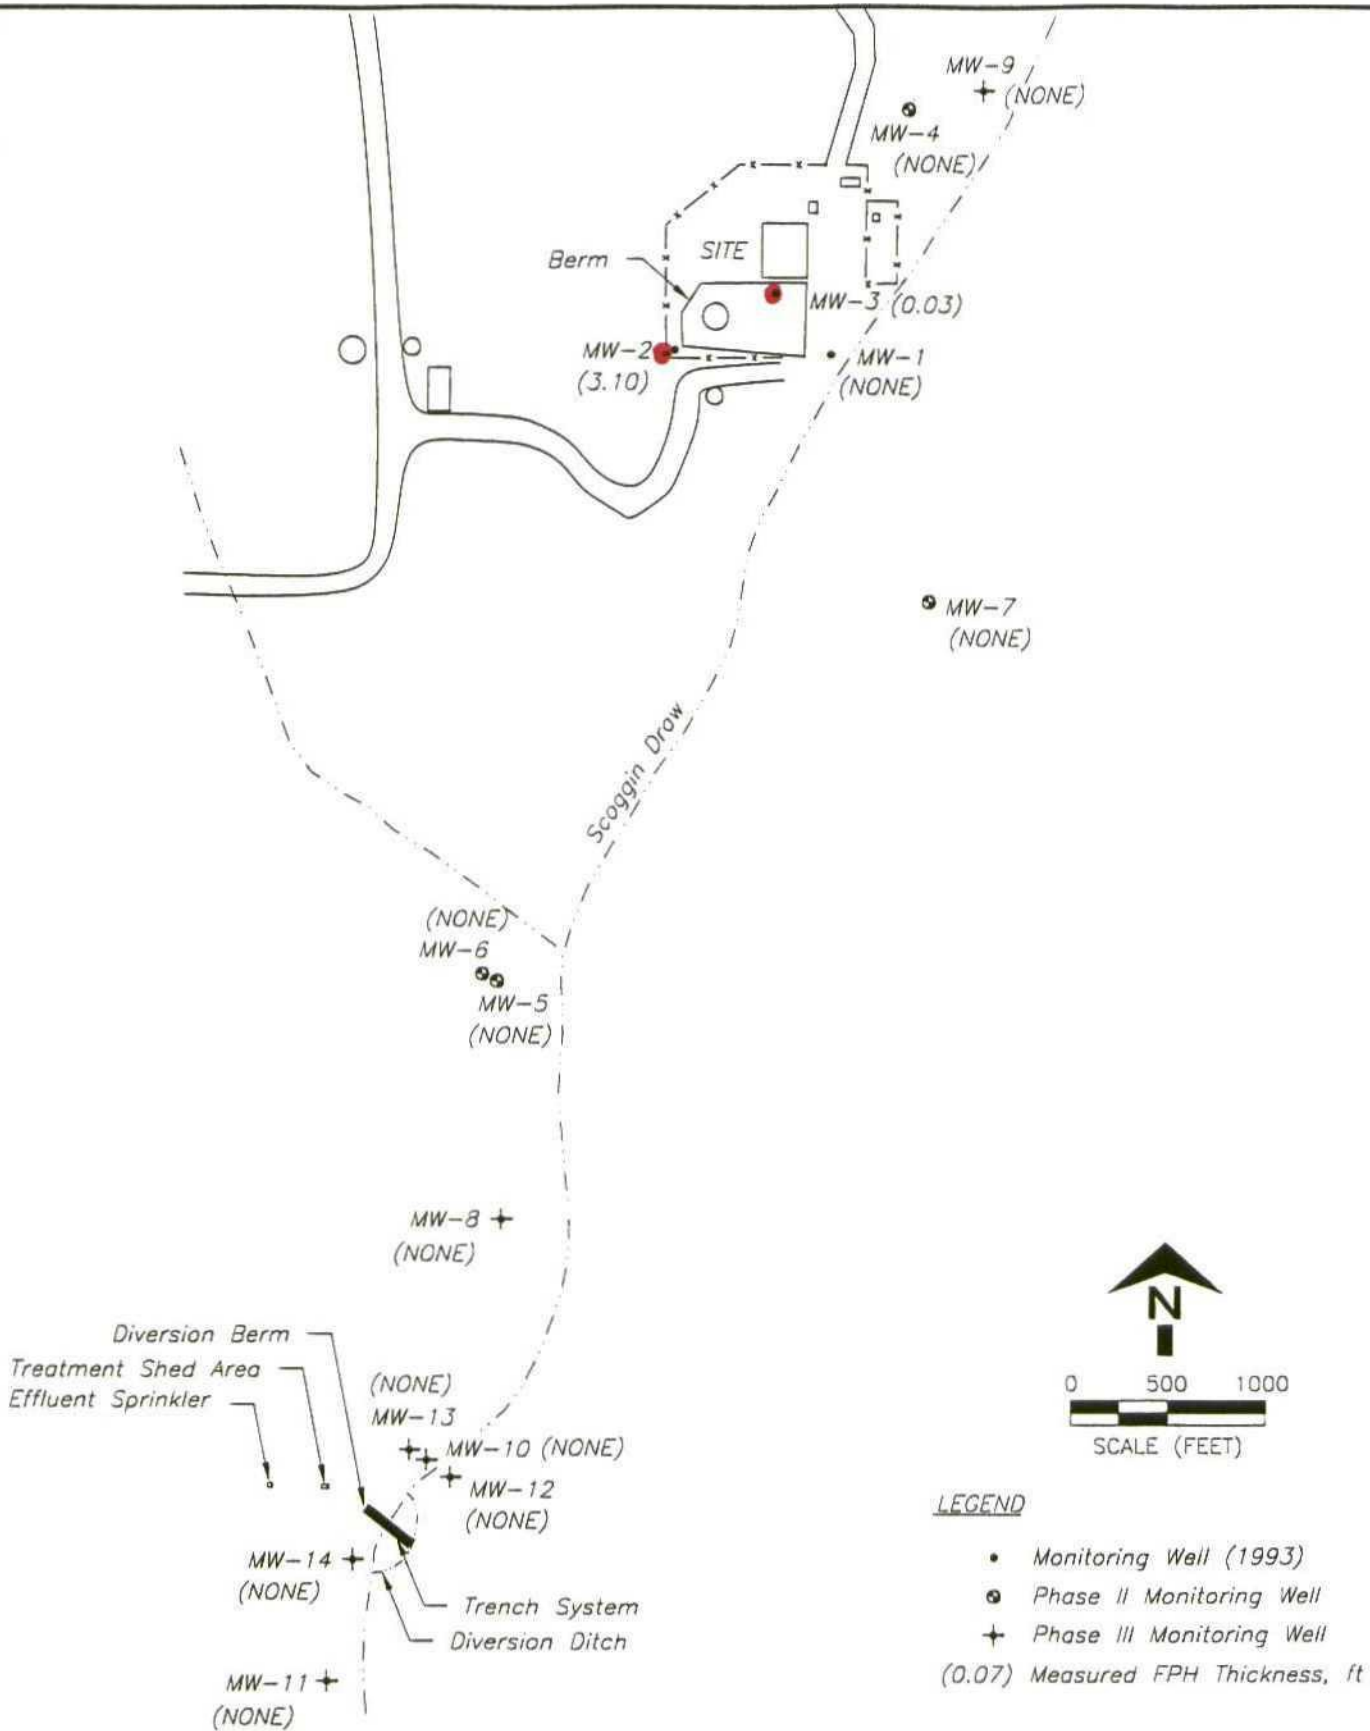 MW-9
(NONE)
MW-4
(NONE)
SITE
Berm
MW-3 (0.03)
MW-2
(3.10)
MW-1
(NONE)
MW-7
(NONE)
Scoggin Draw
(NONE)
MW-6
MW-5
(NONE)
MW-8
(NONE)
Diversion Berm
Treatment Shed Area
Effluent Sprinkler
(NONE)
MW-13
MW-10 (NONE)
MW-12
(NONE)
MW-14
(NONE)
Trench System
Diversion Ditch
MW-11
(NONE)
N
0 500 1000
SCALE (FEET)
LEGEND
Monitoring Well (1993)
Phase II Monitoring Well
Phase III Monitoring Well
(0.07) Measured FPH Thickness, ft